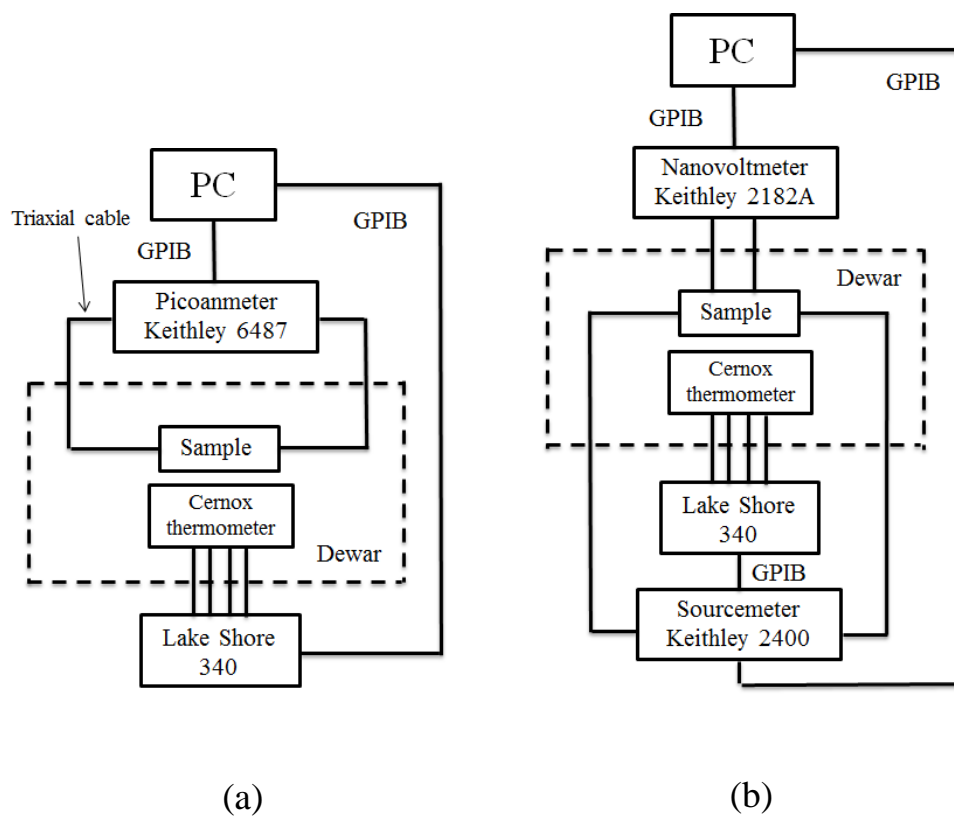 PC
Triaxial cable
GPIB
GPIB
Picoanmeter
Keithley 6487
Sample
Cernox
thermometer
Dewar
Lake Shore
340
(a)
PC
GPIB
GPIB
Nanovoltmeter
Keithley 2182A
Dewar
Sample
Cernox
thermometer
Lake Shore
340
GPIB
Sourcemeter
Keithley 2400
(b)